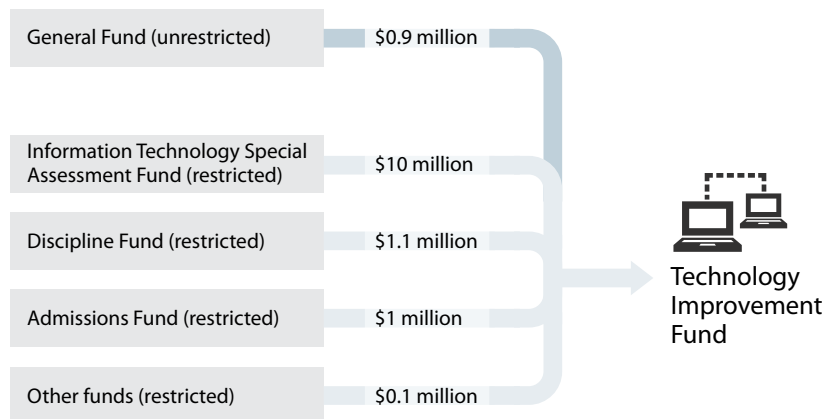 General Fund (unrestricted)
$0.9 million
Information Technology Special
Assessment Fund (restricted)
$10 million
Discipline Fund (restricted)
$1.1 million
Admissions Fund (restricted)
$1 million
Other funds (restricted)
$0.1 million
Technology
Improvement
Fund